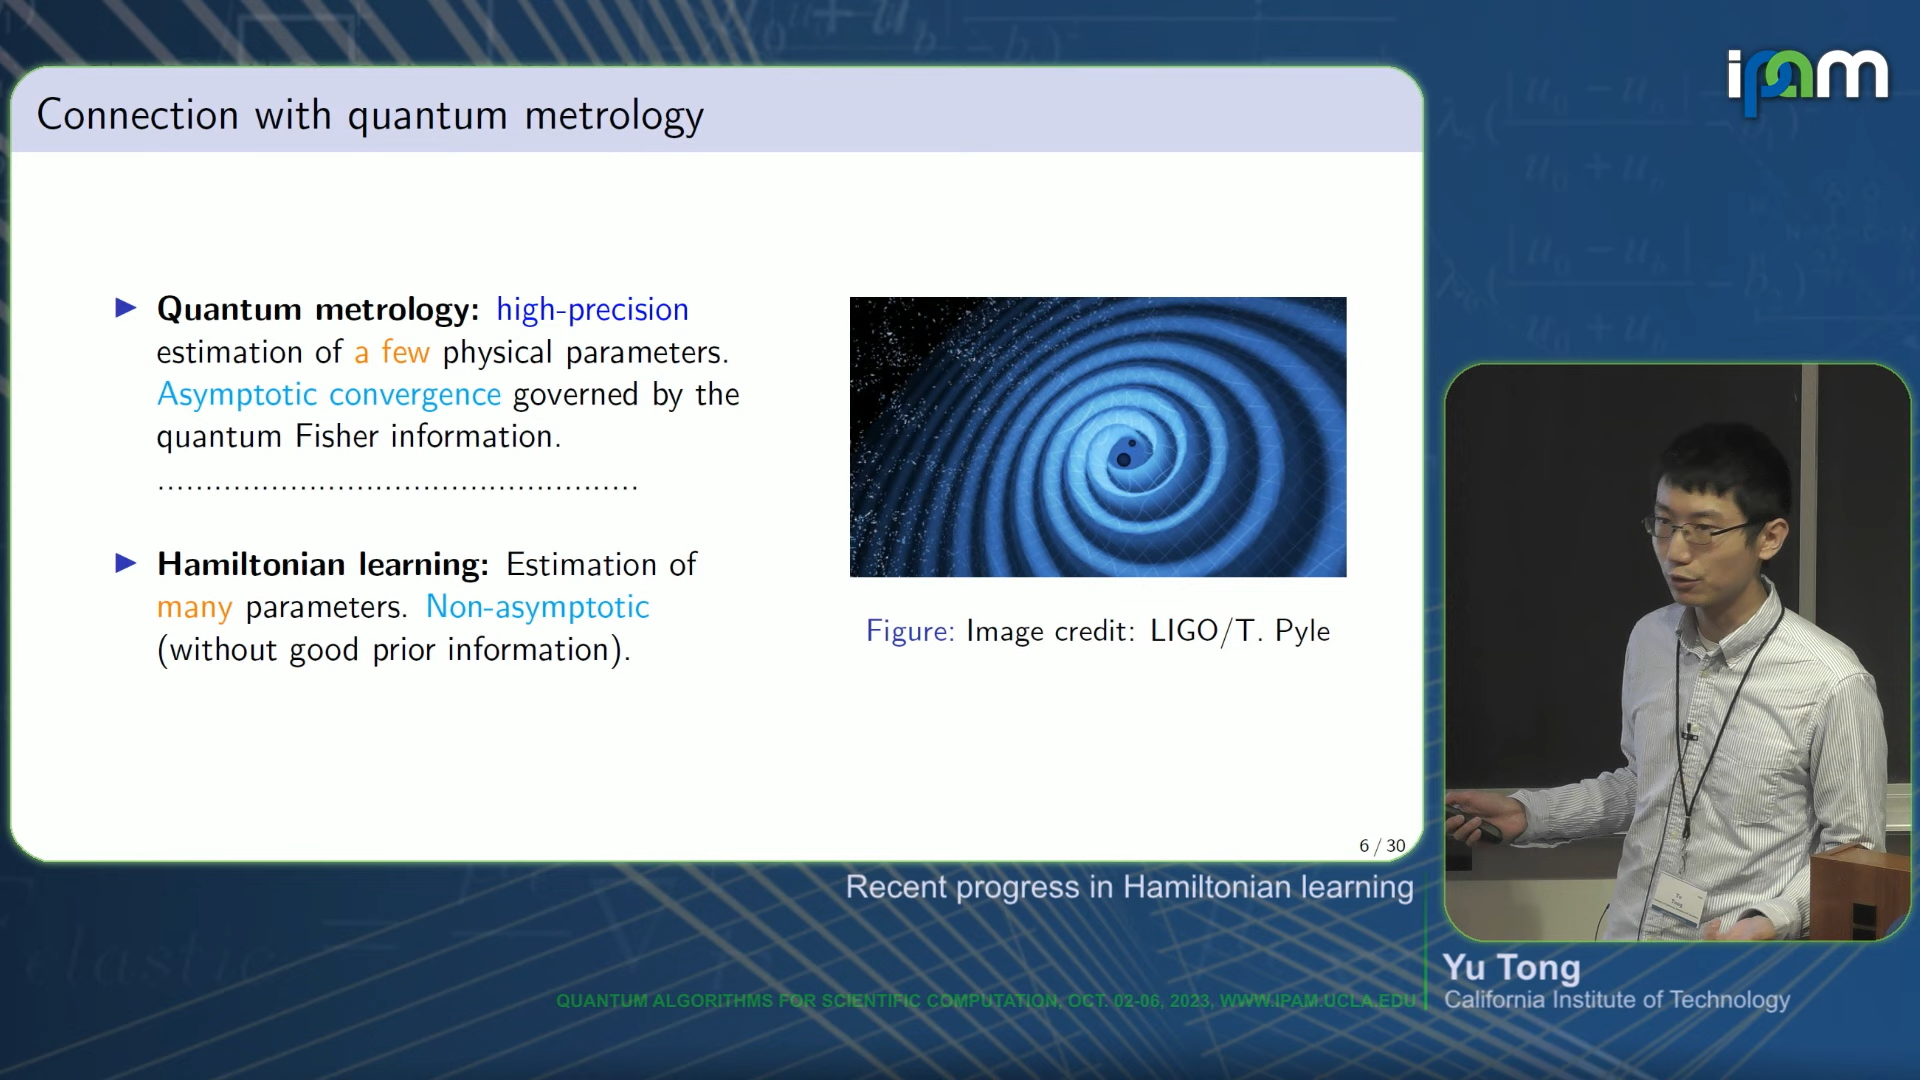 ipam
Connection with quantum metrology
▶ Quantum metrology: high-precision
estimation of a few physical parameters.
Asymptotic convergence governed by the
quantum Fisher information.
................................................
▶ Hamiltonian learning: Estimation of
many parameters. Non-asymptotic
(without good prior information).
Figure: Image credit: LIGO/T. Pyle
6 / 30
Recent progress in Hamiltonian learning
Yu Tong
California Institute of Technology
QUANTUM ALGORITHMS FOR SCIENTIFIC COMPUTATION, OCT. 02-06, 2023, WWW.IPAM.UCLA.EDU
Yu
Tong
elastic